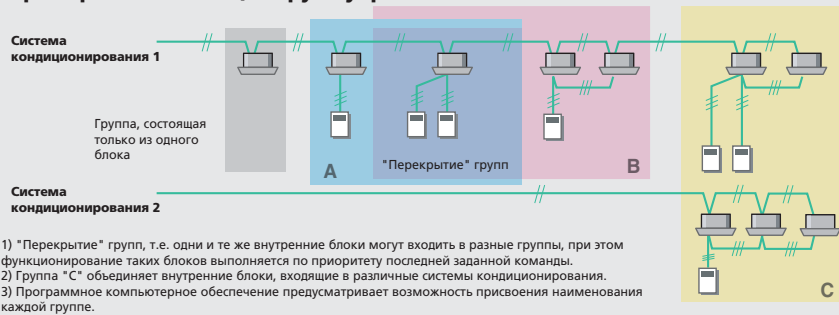 Система
кондиционирования 1
Группа, состоящая
только из одного
блока
A
"Перекрытие" групп
B
Система
кондиционирования 2
C
1) "Перекрытие" групп, т.е. одни и те же внутренние блоки могут входить в разные группы, при этом
функционирование таких блоков выполняется по приоритету последней заданной команды.
2) Группа "С" объединяет внутренние блоки, входящие в различные системы кондиционирования.
3) Программное компьютерное обеспечение предусматривает возможность присвоения наименования
каждой группе.